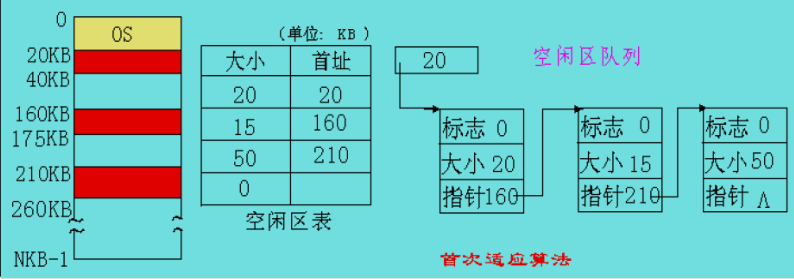 0
OS
20KB
40KB
160KB
175KB
210KB
260KB
NKB-1
(单位: KB )
大小 首址
20 20
15 160
50 210
0
空闲区表
20
空闲区队列
标志 0
大小 20
指针160
标志 0
大小 15
指针210
标志 0
大小50
指针 Λ
首次适应算法